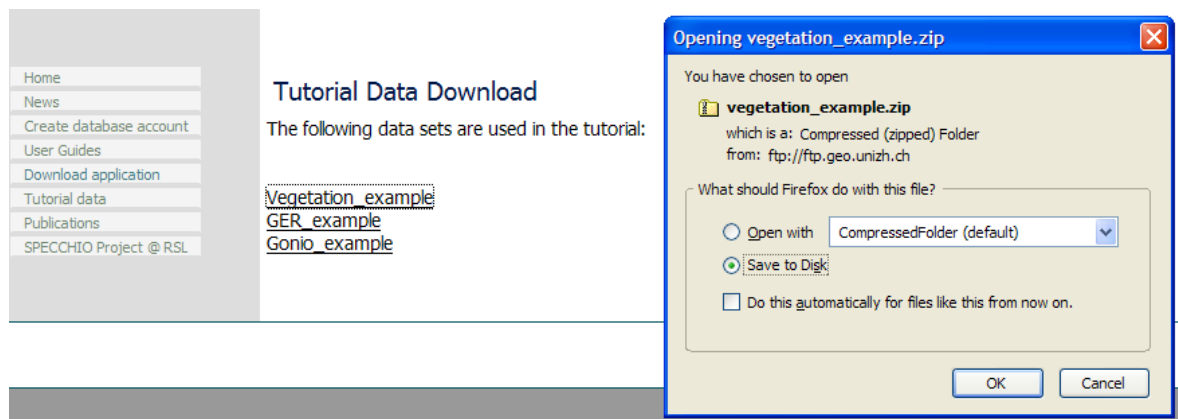 Home
News
Create database account
User Guides
Download application
Tutorial data
Publications
SPECCHIO Project @ RSL
Tutorial Data Download
The following data sets are used in the tutorial:
Vegetation_example
GER_example
Gonio_example
Opening vegetation_example.zip
You have chosen to open
vegetation_example.zip
which is a: Compressed (zipped) Folder
from: ftp://ftp.geo.unizh.ch
What should Firefox do with this file?
Open with CompressedFolder (default)
Save to Disk
Do this automatically for files like this from now on.
OK Cancel